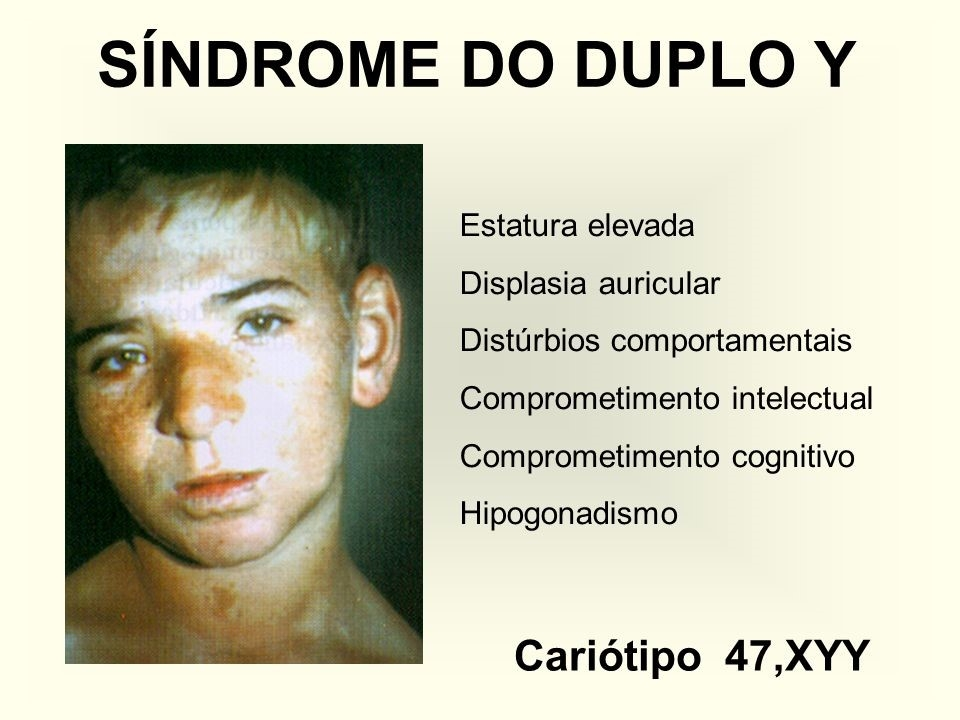 SÍNDROME DO DUPLO Y
Estatura elevada
Displasia auricular
Distúrbios comportamentais
Comprometimento intelectual
Comprometimento cognitivo
Hipogonadismo
Cariótipo 47,XYY